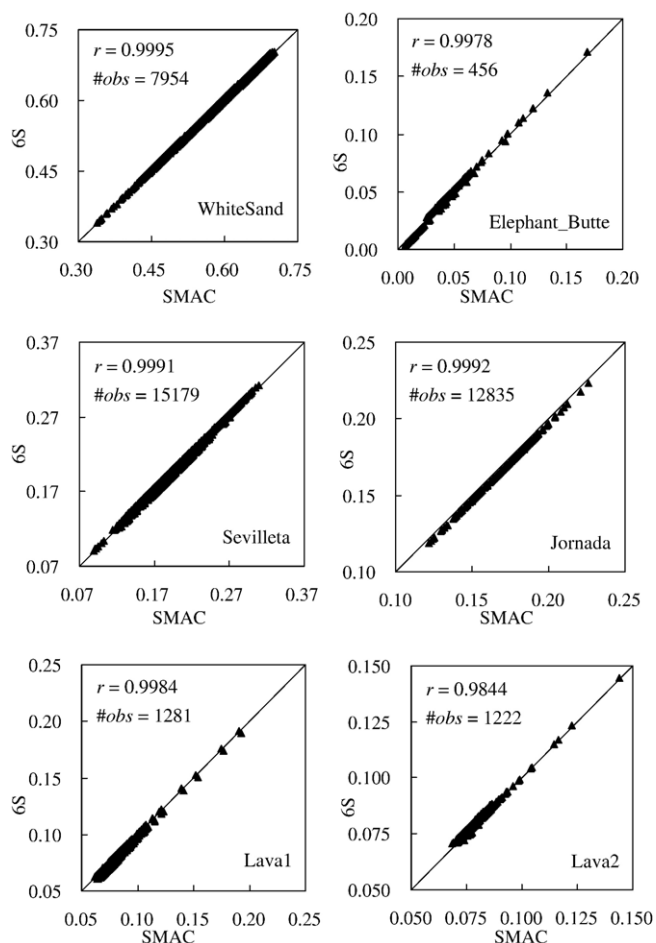 0.75
r = 0.9995
#obs = 7954
0.60
6S
0.45
WhiteSand
0.30
0.30 0.45 0.60 0.75
SMAC
0.20
r = 0.9978
#obs = 456
0.15
6S
0.10
0.05
Elephant_Butte
0.00
0.00 0.05 0.10 0.15 0.20
SMAC
0.37
r = 0.9991
#obs = 15179
0.27
6S
0.17
Sevilleta
0.07
0.07 0.17 0.27 0.37
SMAC
0.25
r = 0.9992
#obs = 12835
0.20
6S
0.15
Jornada
0.10
0.10 0.15 0.20 0.25
SMAC
0.25
r = 0.9984
#obs = 1281
0.20
0.15
6S
0.10
Lava1
0.05
0.05 0.10 0.15 0.20 0.25
SMAC
0.150
r = 0.9844
#obs = 1222
0.125
0.100
6S
0.075
Lava2
0.050
0.050 0.075 0.100 0.125 0.150
SMAC